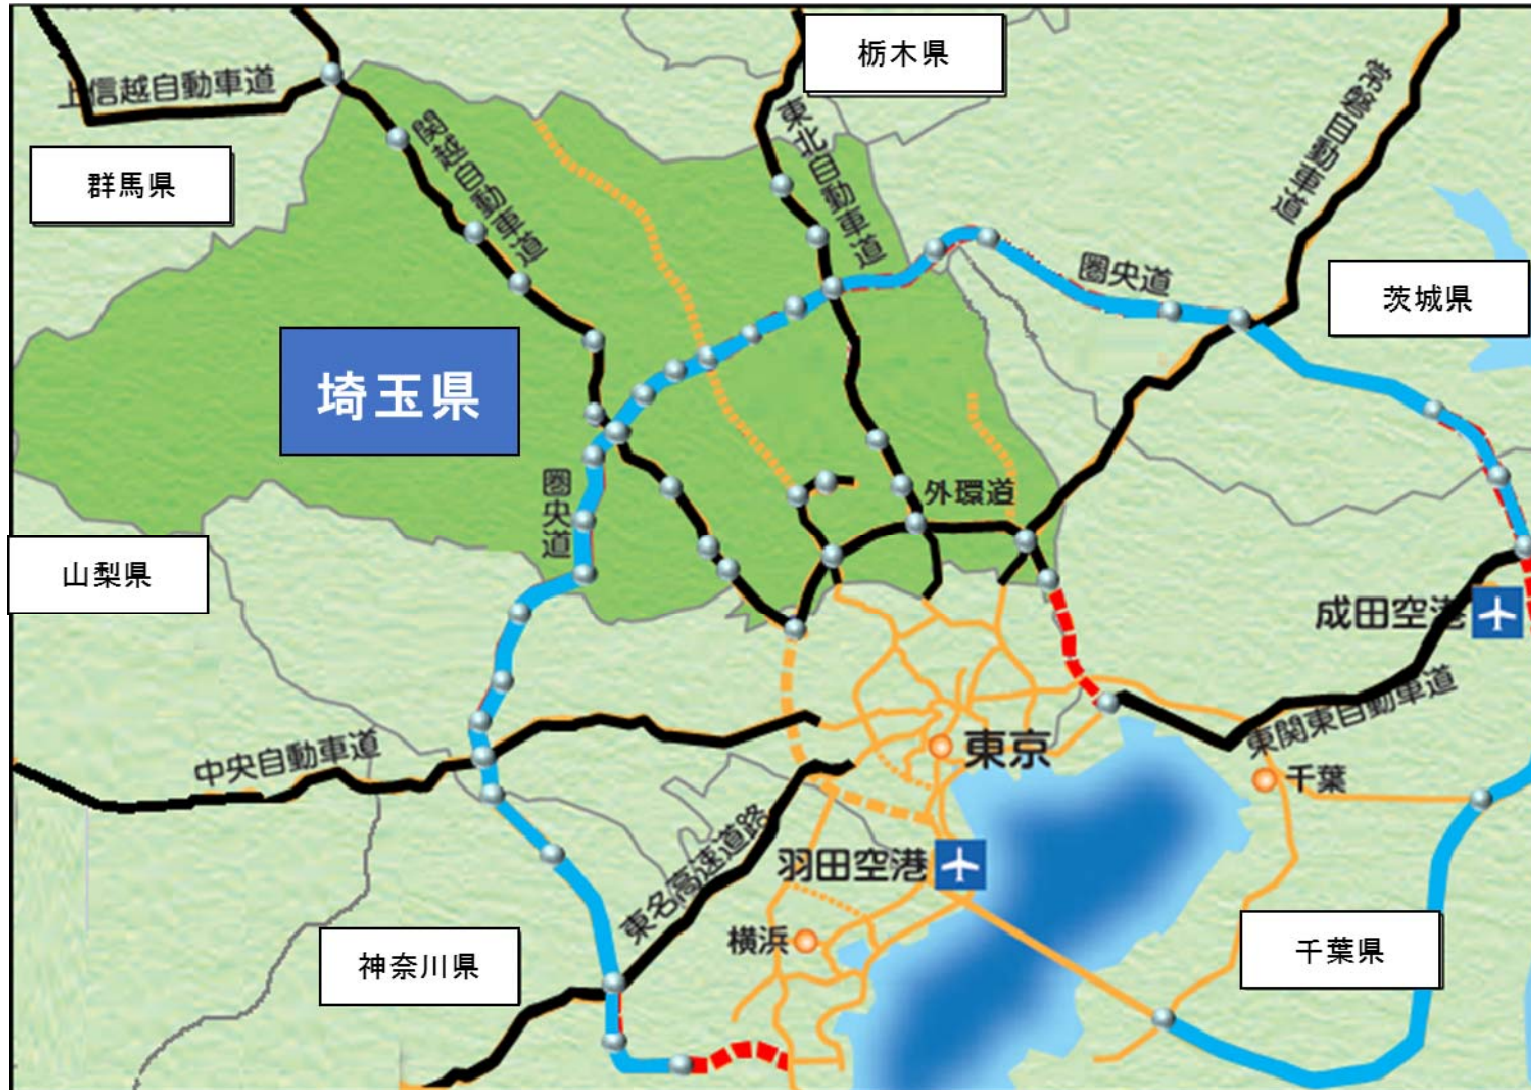 栃木県
上信越自動車道
関越自動車道
東北自動車道
常磐自動車道
群馬県
圏央道
茨城県
埼玉県
圏央道
外環道
山梨県
成田空港
東関東自動車道
中央自動車道
東京
千葉
東名高速道路
羽田空港
横浜
神奈川県
千葉県